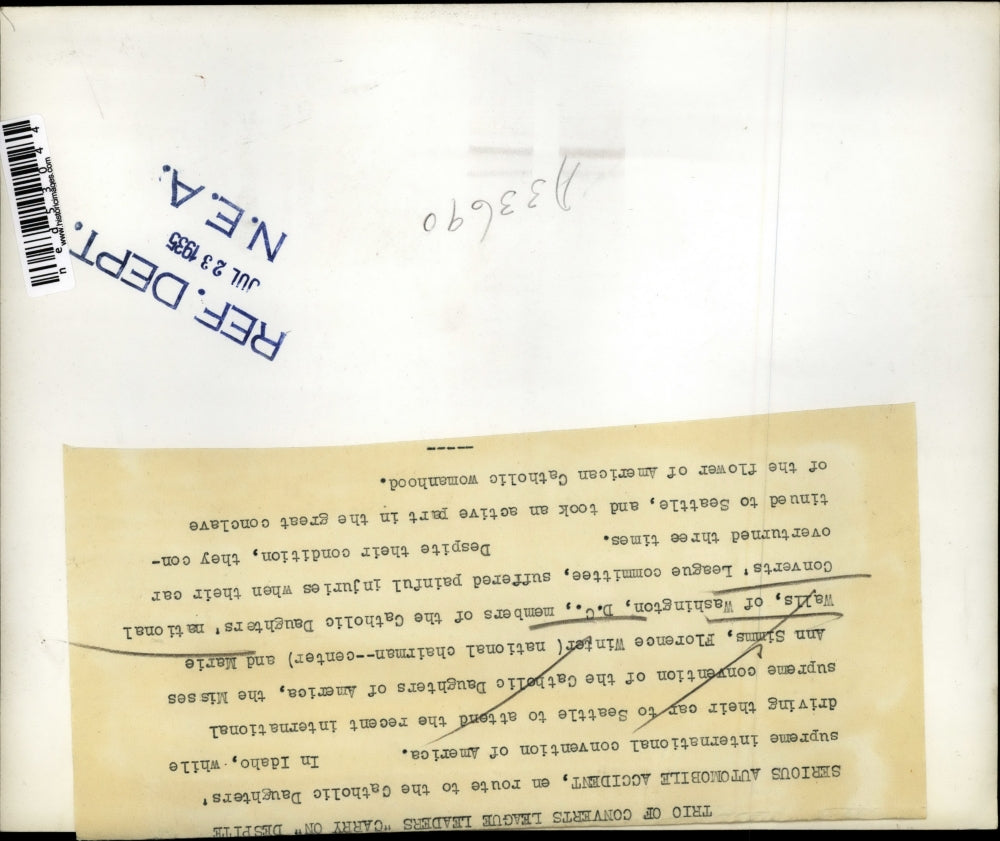 TRIO OF CONVERTS LEAGUE LEADERS "CARRY ON" DESPITE
SERIOUS AUTOMOBILE ACCIDENT, en route to the Catholic Daughters'
supreme international convention of America. In Idaho, while
driving their car to Seattle to attend the recent international
supreme convention of the Catholic Daughters of America, the Misses
Ann Simms, Florence Winter( national chairman--center) and Marie
Walls, of Washington, D.C., members of the Catholic Daughters' national
Converts' League committee, suffered painful injuries when their car
overturned three times. Despite their condition, they con-
tinued to Seattle, and took an active part in the great conclave
of the flower of American Catholic womanhood.
-----
REF. DEPT.
JUL 23 1935
N.E.A.
A33690
www.historicimages.com